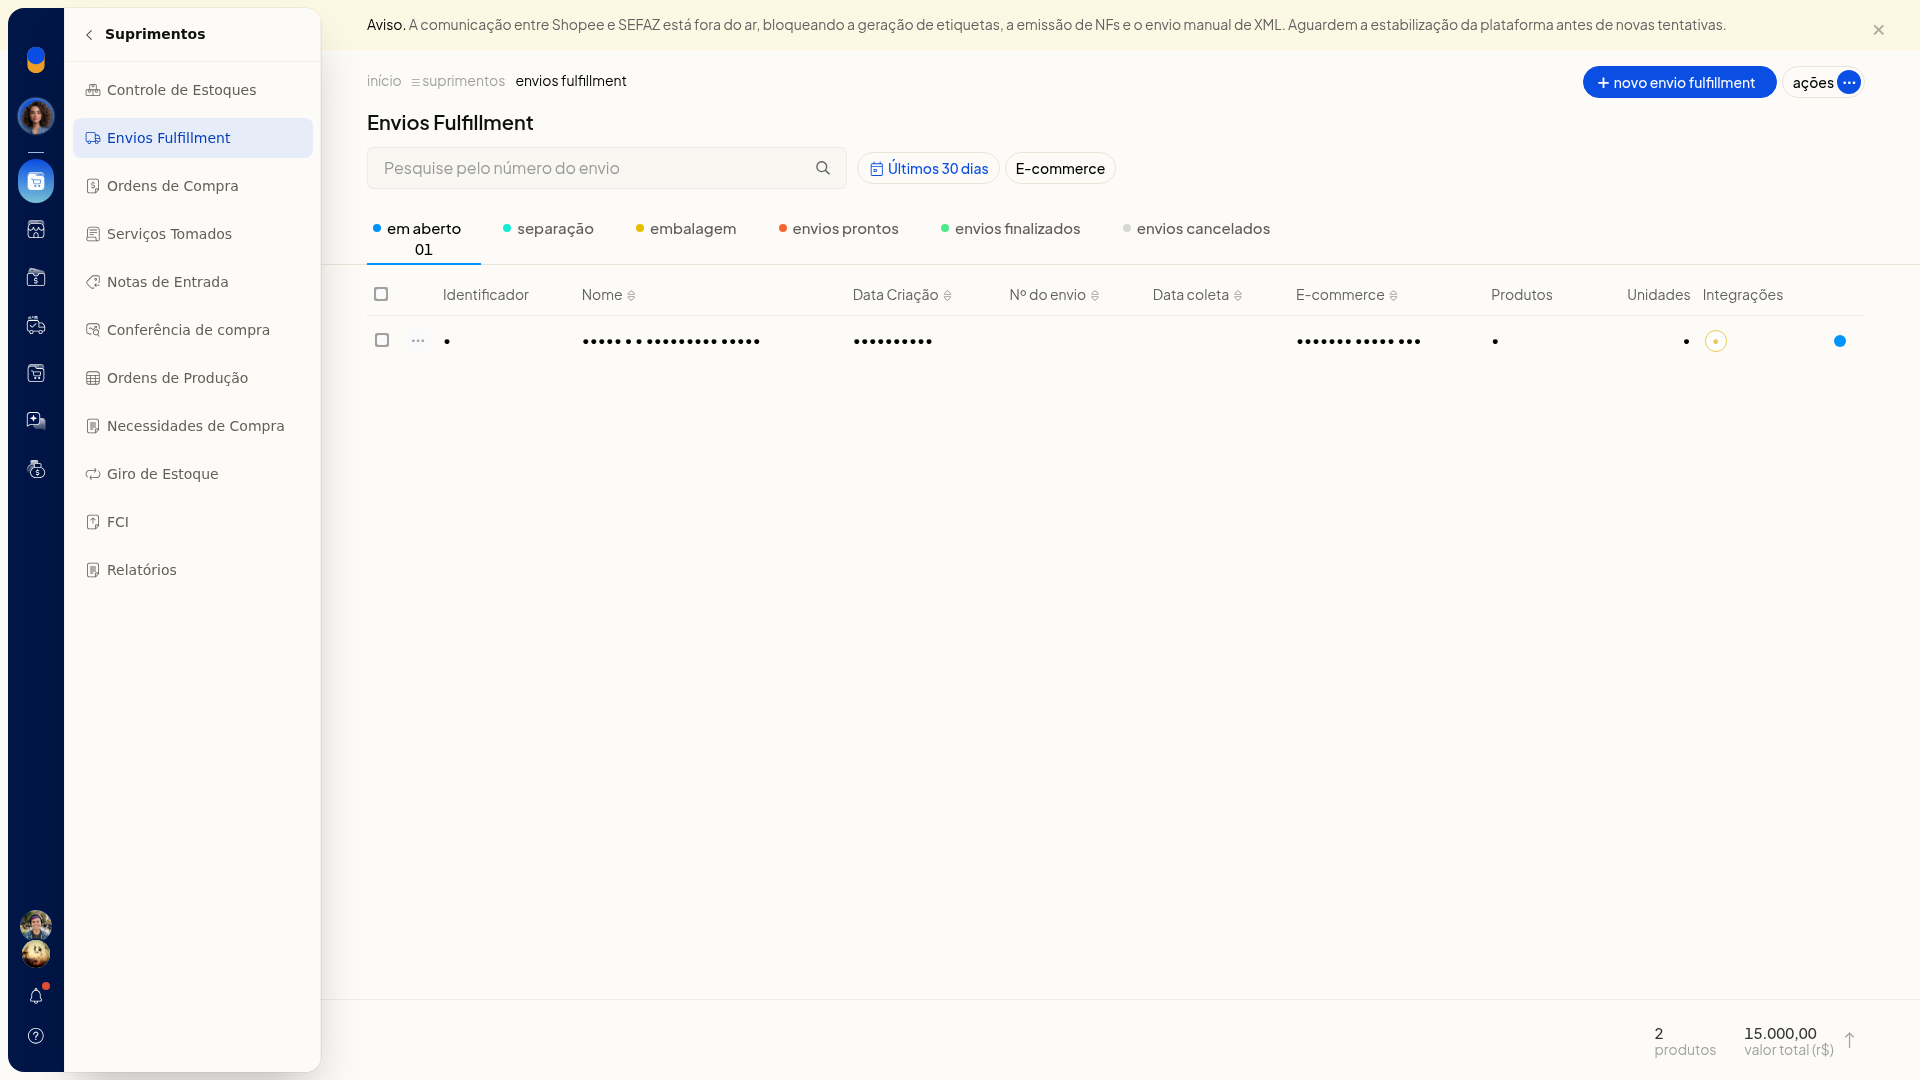 Suprimentos
Controle de Estoques
Envios Fulfillment
Ordens de Compra
Serviços Tomados
Notas de Entrada
Conferência de compra
Ordens de Produção
Necessidades de Compra
Giro de Estoque
FCI
Relatórios
Aviso. A comunicação entre Shopee e SEFAZ está fora do ar, bloqueando a geração de etiquetas, a emissão de NFs e o envio manual de XML. Aguardem a estabilização da plataforma antes de novas tentativas.
início suprimentos envios fulfillment
+ novo envio fulfillment ações
Envios Fulfillment
Pesquise pelo número do envio Últimos 30 dias E-commerce
em aberto separação embalagem envios prontos envios finalizados envios cancelados
01
Identificador Nome Data Criação Nº do envio Data coleta E-commerce Produtos Unidades Integrações
2 15.000,00
produtos valor total (r$)